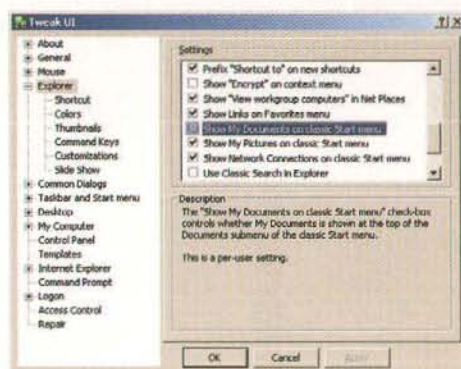 Tweak UI
About
General
Mouse
Explorer
Shortcut
Colors
Thumbnails
Command Keys
Customizations
Slide Show
Common Dialogs
Taskbar and Start menu
Desktop
My Computer
Control Panel
Templates
Internet Explorer
Command Prompt
Logon
Access Control
Repair
Settings
Prefix "Shortcut to" on new shortcuts
Show "Encrypt" on context menu
Show "View workgroup computers" in Net Places
Show Links on Favorites menu
Show My Documents on classic Start menu
Show My Pictures on classic Start menu
Show Network Connections on classic Start menu
Use Classic Search in Explorer
Description
The "Show My Documents on classic Start menu" check-box
controls whether My Documents is shown at the top of the
Documents submenu of the classic Start menu.
This is a per-user setting.
OK
Cancel
Apply